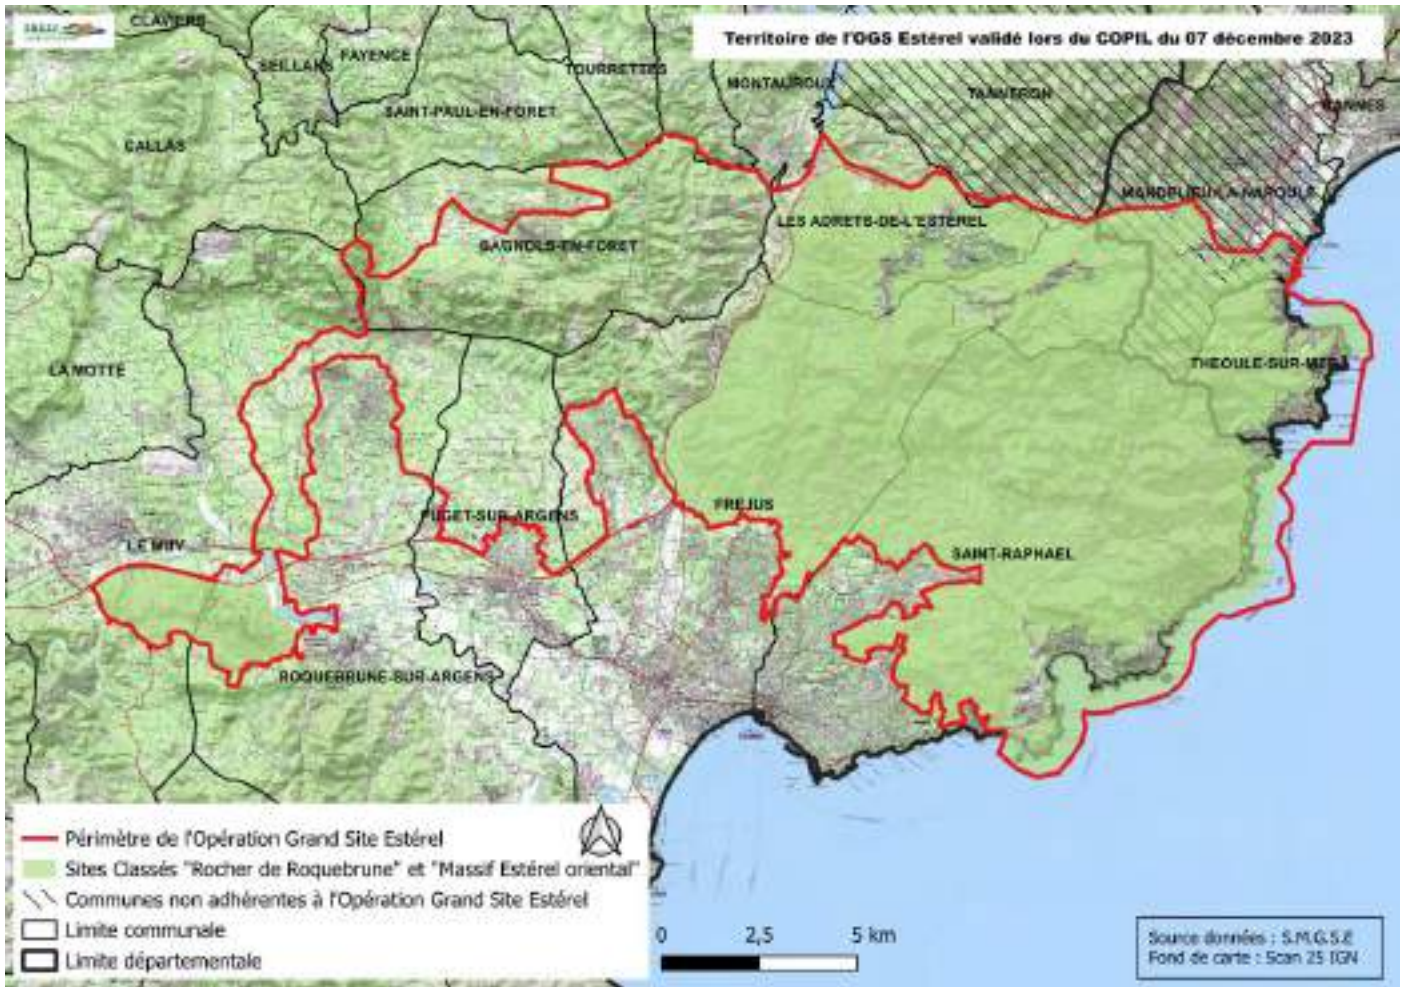 Territoire de l'OGS Estérel validé lors du COPIL du 07 décembre 2023
CLAVIERS
SEILLANS
FAYENCE
TOURRETTES
MONTAUROUX
TANNERON
CANNES
SAINT-PAUL-EN-FORET
CALLAS
MANDELIEU-LA-NAPOULE
LES ADRETS-DE-L'ESTEREL
BAGNOLS-EN-FORET
LA MOTTE
THEOULE-SUR-MER
PUGET-SUR-ARGENS
FREJUS
LE MUY
SAINT-RAPHAEL
ROQUEBRUNE-SUR-ARGENS
Périmètre de l'Opération Grand Site Estérel
Sites Classés "Rocher de Roquebrune" et "Massif Estérel oriental"
Communes non adhérentes à l'Opération Grand Site Estérel
Limite communale
Limite départementale
0 2,5 5 km
Source données : S.M.G.S.E
Fond de carte : Scan 25 IGN